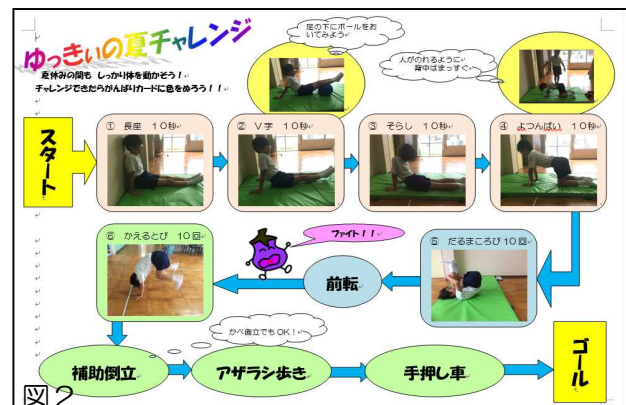 ゆっきぃの夏チャレンジ
夏休みの間も しっかり体を動かそう！
チャレンジできたらがんばりカードに色をぬろう！！
足の下にボールをお
いてみよう
人がのれるように
背中はまっすぐ
スタート
① 長座 １０秒
② Ｖ字 １０秒
③ そらし １０秒
④ よつんばい １０秒
⑤ だるまころび 10 回
ファイト！！
前転
⑥ かえるとび 10 回
かべ倒立でも OK！
補助倒立
アザラシ歩き
手押し車
ゴール
図２